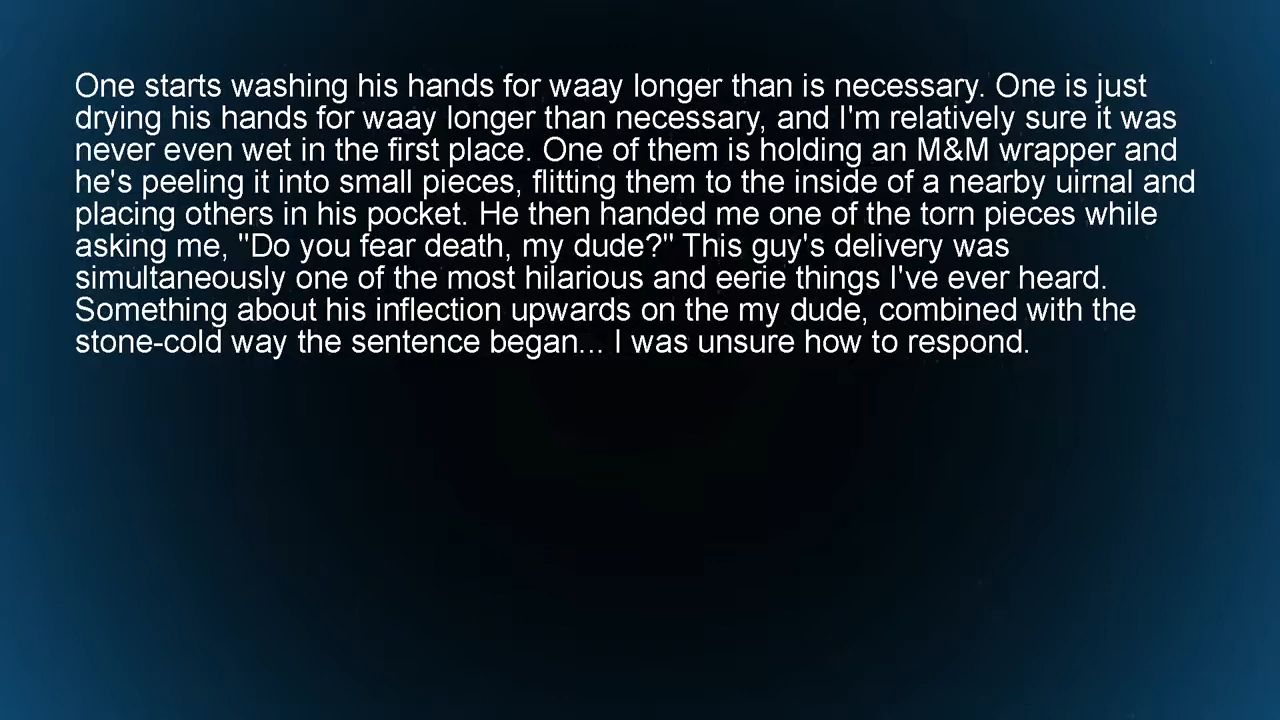 One starts washing his hands for waay longer than is necessary. One is just
drying his hands for waay longer than necessary, and I'm relatively sure it was
never even wet in the first place. One of them is holding an M&M wrapper and
he's peeling it into small pieces, flitting them to the inside of a nearby uirnal and
placing others in his pocket. He then handed me one of the torn pieces while
asking me, "Do you fear death, my dude?" This guy's delivery was
simultaneously one of the most hilarious and eerie things I've ever heard.
Something about his inflection upwards on the my dude, combined with the
stone-cold way the sentence began... I was unsure how to respond.